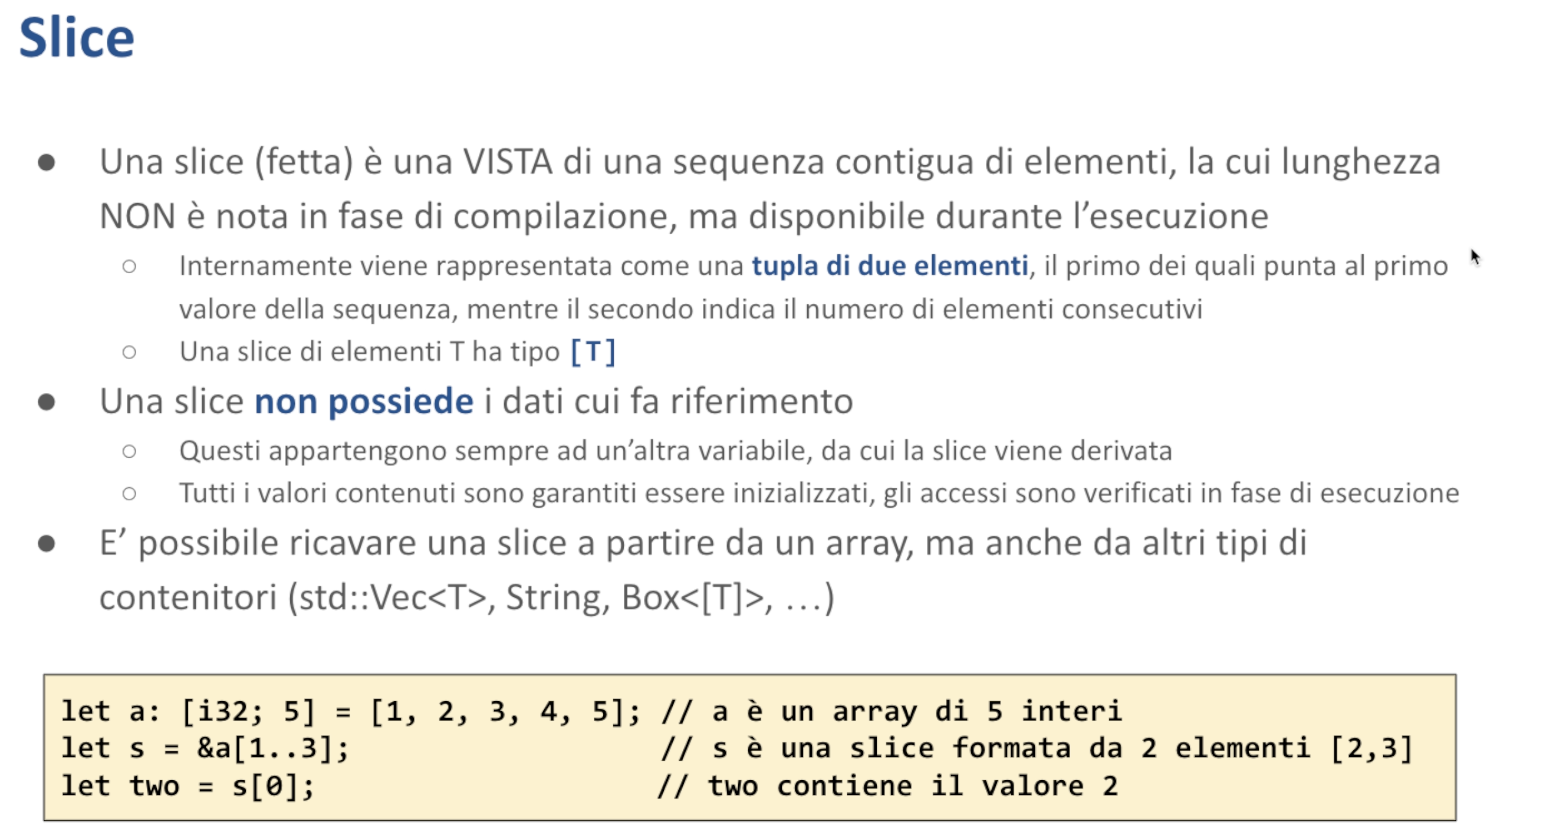 Slice
● Una slice (fetta) è una VISTA di una sequenza contigua di elementi, la cui lunghezza
NON è nota in fase di compilazione, ma disponibile durante l’esecuzione
○ Internamente viene rappresentata come una tupla di due elementi, il primo dei quali punta al primo
valore della sequenza, mentre il secondo indica il numero di elementi consecutivi
○ Una slice di elementi T ha tipo [T]
● Una slice non possiede i dati cui fa riferimento
○ Questi appartengono sempre ad un’altra variabile, da cui la slice viene derivata
○ Tutti i valori contenuti sono garantiti essere inizializzati, gli accessi sono verificati in fase di esecuzione
● E’ possibile ricavare una slice a partire da un array, ma anche da altri tipi di
contenitori (std::Vec<T>, String, Box<[T]>, …)
let a: [i32; 5] = [1, 2, 3, 4, 5]; // a è un array di 5 interi
let s = &a[1..3]; // s è una slice formata da 2 elementi [2,3]
let two = s[0]; // two contiene il valore 2